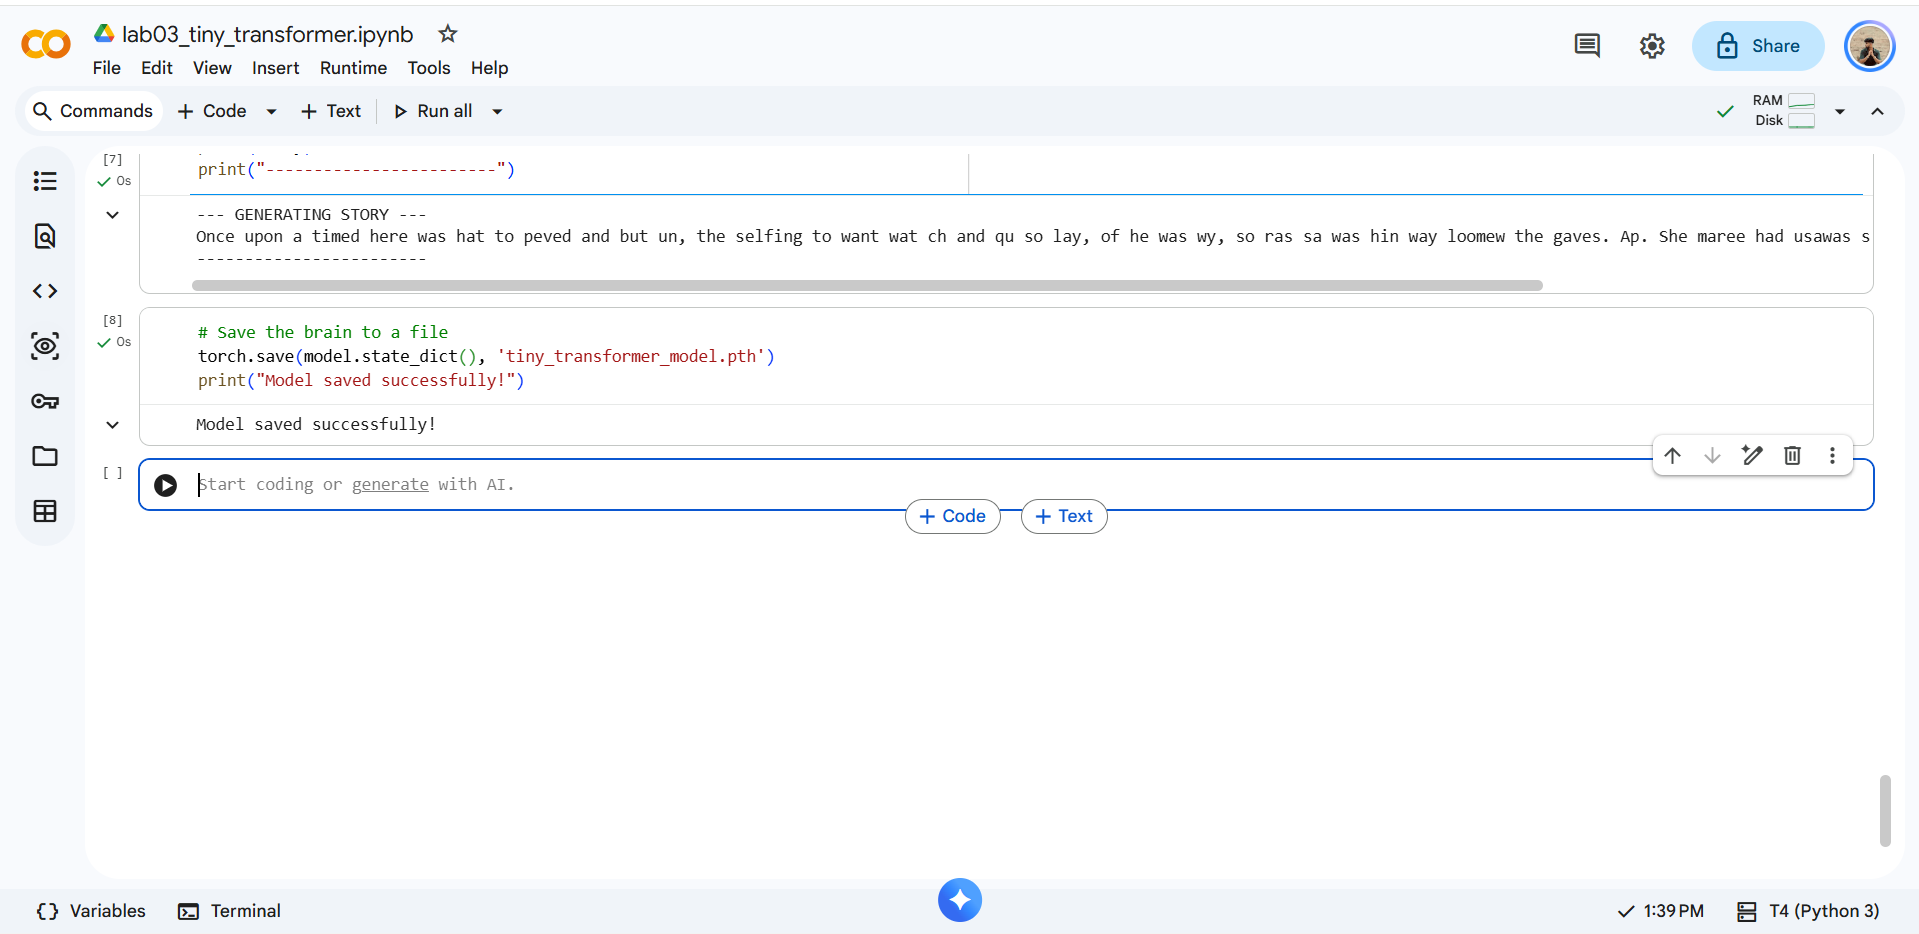 lab03_tiny_transformer.ipynb
File Edit View Insert Runtime Tools Help
Share
Commands + Code + Text Run all
RAM
Disk
[7]
0s
print("------------------------")
--- GENERATING STORY ---
Once upon a timed here was hat to peved and but un, the selfing to want wat ch and qu so lay, of he was wy, so ras sa was hin way loomew the gaves. Ap. She maree had usawas s
------------------------
[8]
0s
# Save the brain to a file
torch.save(model.state_dict(), 'tiny_transformer_model.pth')
print("Model saved successfully!")
Model saved successfully!
[ ]
Start coding or generate with AI.
+ Code + Text
Variables Terminal
1:39 PM T4 (Python 3)